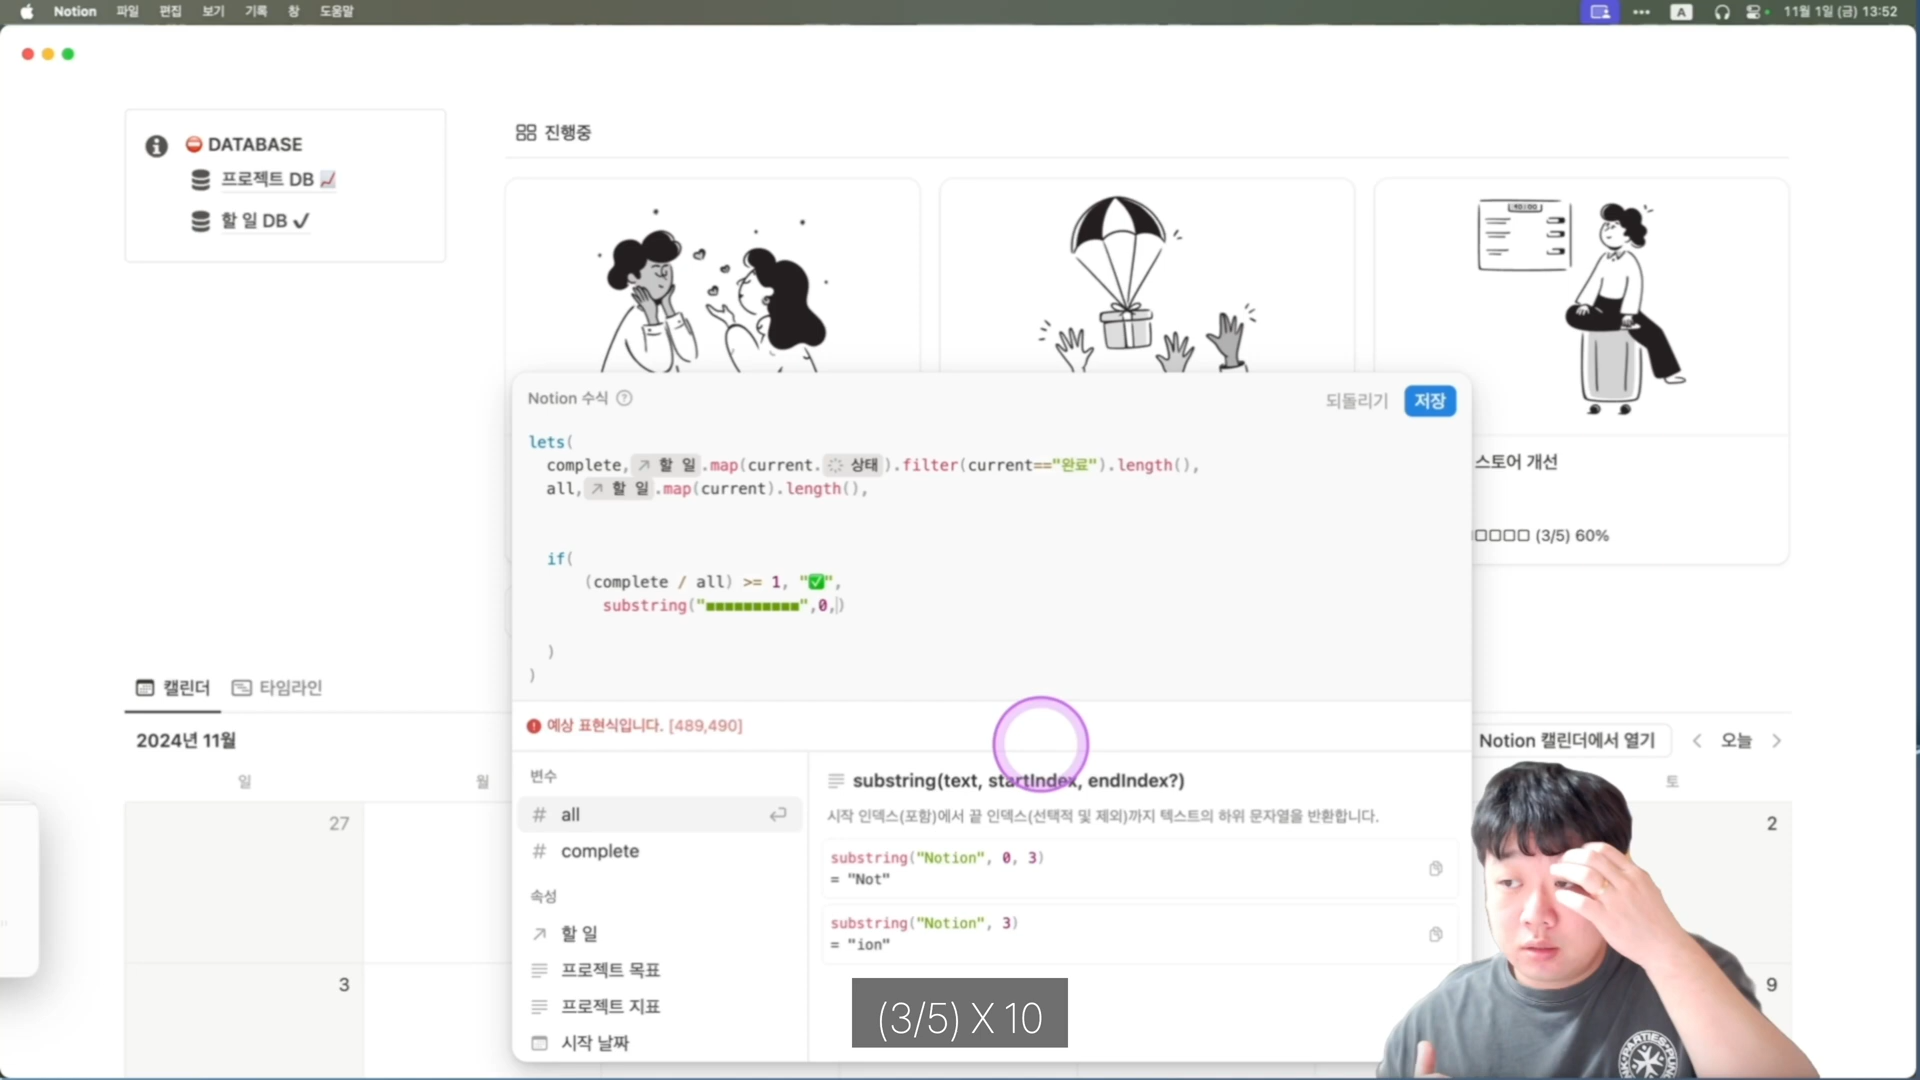 Notion 파일 편집 보기 기록 창 도움말
A 11월 1일 (금) 13:52
DATABASE
프로젝트 DB
할 일 DB ✓
진행중
Notion 수식
되돌리기
저장
lets(
complete, ↗ 할 일.map(current. 상태).filter(current=="완료").length(),
all, ↗ 할 일.map(current).length(),
if(
(complete / all) >= 1, "✅",
substring("■■■■■■■■■■",0,)
)
)
스토어 개선
□□□□ (3/5) 60%
예상 표현식입니다. [489,490]
변수
# all
# complete
속성
↗ 할 일
프로젝트 목표
프로젝트 지표
시작 날짜
substring(text, startIndex, endIndex?)
시작 인덱스(포함)에서 끝 인덱스(선택적 및 제외)까지 텍스트의 하위 문자열을 반환합니다.
substring("Notion", 0, 3)
= "Not"
substring("Notion", 3)
= "ion"
캘린더
타임라인
2024년 11월
Notion 캘린더에서 열기
오늘
일
월
토
27
2
3
9
(3/5) X 10